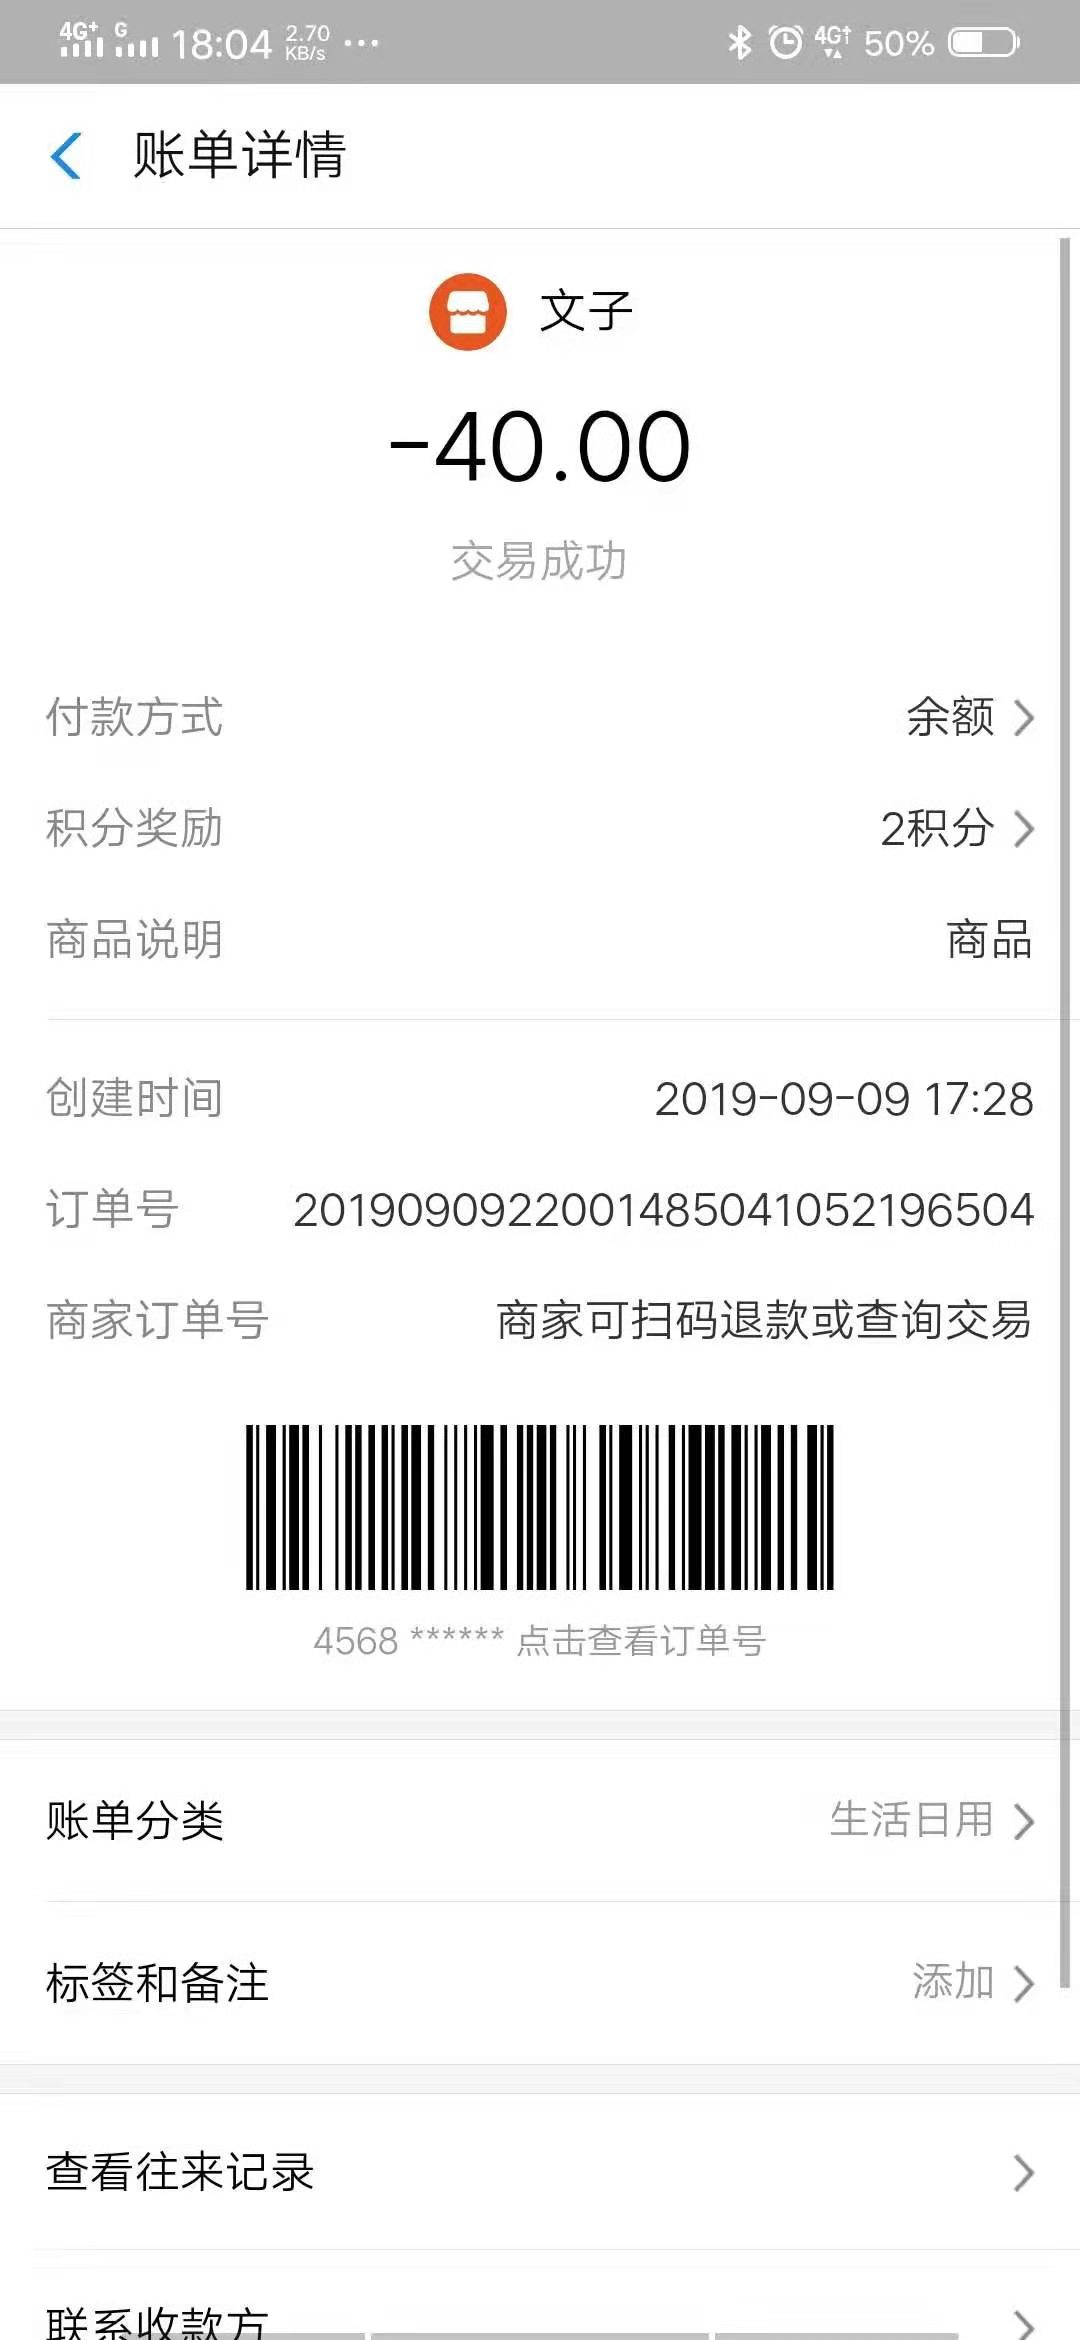 4G+ G 18:04 2.70 KB/s ... 4G 50%
账单详情
文子
-40.00
交易成功
付款方式 余额
积分奖励 2积分
商品说明 商品
创建时间 2019-09-09 17:28
订单号 2019090922001485041052196504
商家订单号 商家可扫码退款或查询交易
4568 ****** 点击查看订单号
账单分类 生活日用
标签和备注 添加
查看往来记录
联系收款方